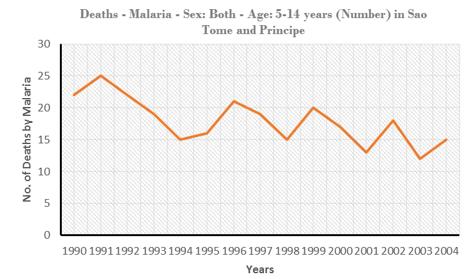 Deaths - Malaria - Sex: Both - Age: 5-14 years (Number) in Sao
Tome and Principe
No. of Deaths by Malaria
30
25
20
15
10
5
0
1990 1991 1992 1993 1994 1995 1996 1997 1998 1999 2000 2001 2002 2003 2004
Years